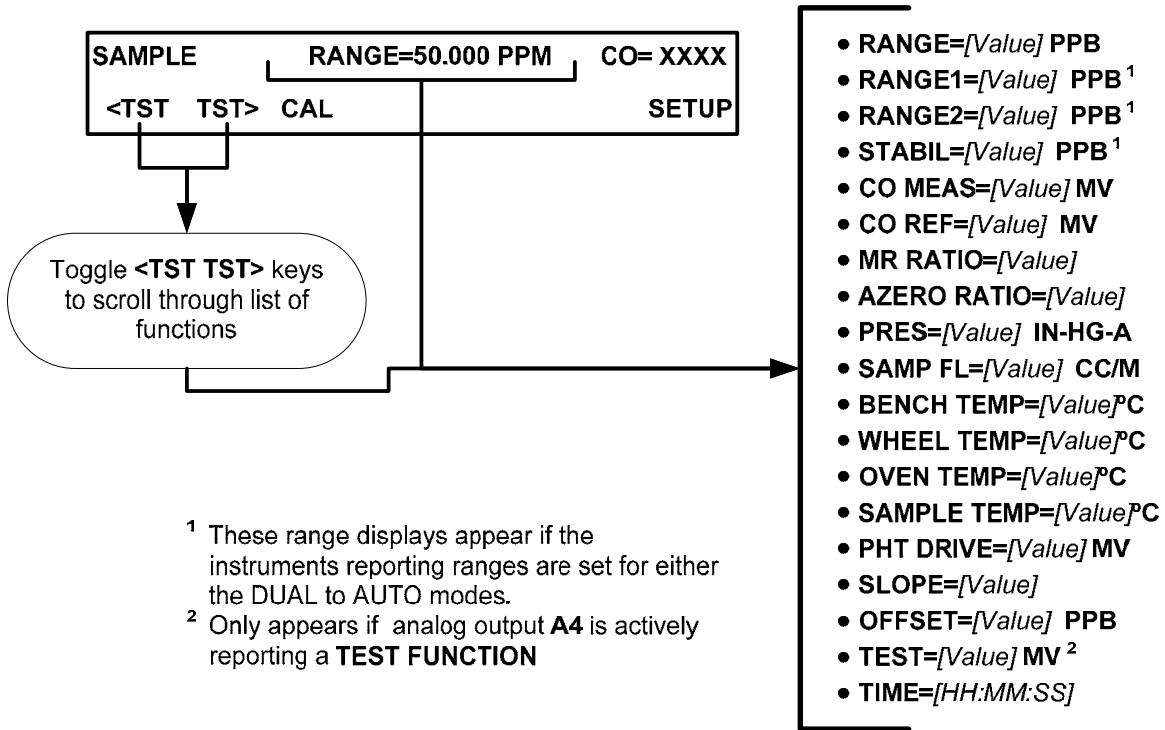 SAMPLE RANGE=50.000 PPM CO= XXXX
<TST TST> CAL SETUP
Toggle <TST TST> keys
to scroll through list of
functions
• RANGE=[Value] PPB
• RANGE1=[Value] PPB ¹
• RANGE2=[Value] PPB ¹
• STABIL=[Value] PPB ¹
• CO MEAS=[Value] MV
• CO REF=[Value] MV
• MR RATIO=[Value]
• AZERO RATIO=[Value]
• PRES=[Value] IN-HG-A
• SAMP FL=[Value] CC/M
• BENCH TEMP=[Value]ºC
• WHEEL TEMP=[Value]ºC
• OVEN TEMP=[Value]ºC
• SAMPLE TEMP=[Value]ºC
• PHT DRIVE=[Value] MV
• SLOPE=[Value]
• OFFSET=[Value] PPB
• TEST=[Value] MV ²
• TIME=[HH:MM:SS]
¹ These range displays appear if the
instruments reporting ranges are set for either
the DUAL to AUTO modes.
² Only appears if analog output A4 is actively
reporting a TEST FUNCTION